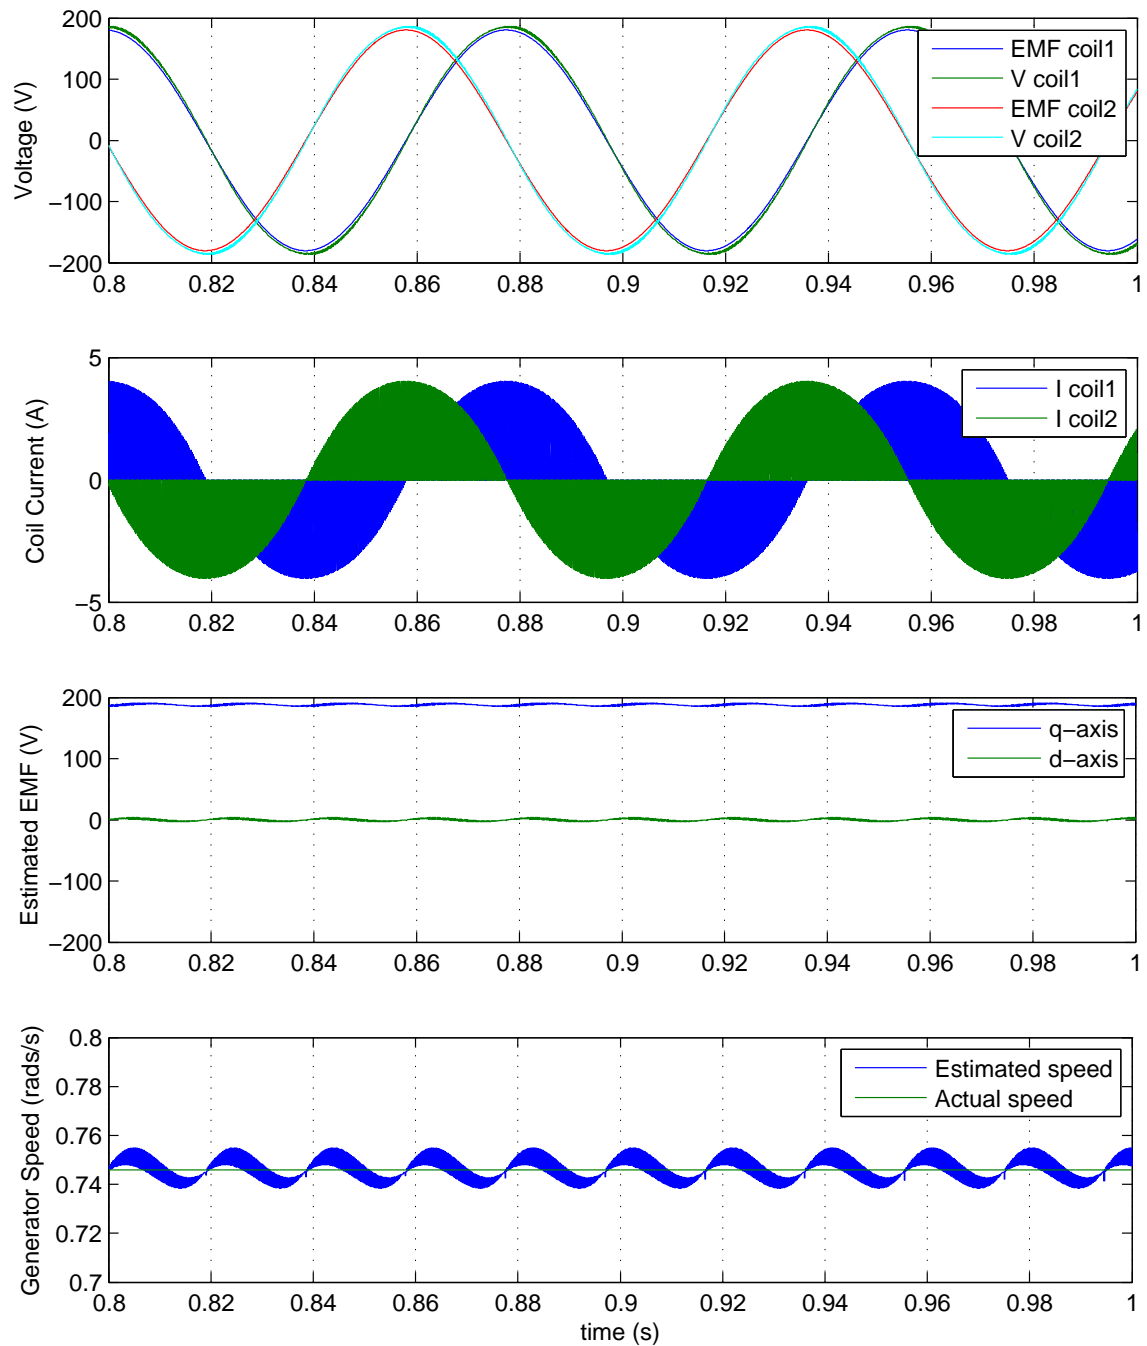 200
100
0
−100
−200
Voltage (V)
0.8 0.82 0.84 0.86 0.88 0.9 0.92 0.94 0.96 0.98 1
EMF coil1
V coil1
EMF coil2
V coil2
5
0
−5
Coil Current (A)
0.8 0.82 0.84 0.86 0.88 0.9 0.92 0.94 0.96 0.98 1
I coil1
I coil2
200
100
0
−100
−200
Estimated EMF (V)
0.8 0.82 0.84 0.86 0.88 0.9 0.92 0.94 0.96 0.98 1
q−axis
d−axis
0.8
0.78
0.76
0.74
0.72
0.7
Generator Speed (rads/s)
0.8 0.82 0.84 0.86 0.88 0.9 0.92 0.94 0.96 0.98 1
time (s)
Estimated speed
Actual speed